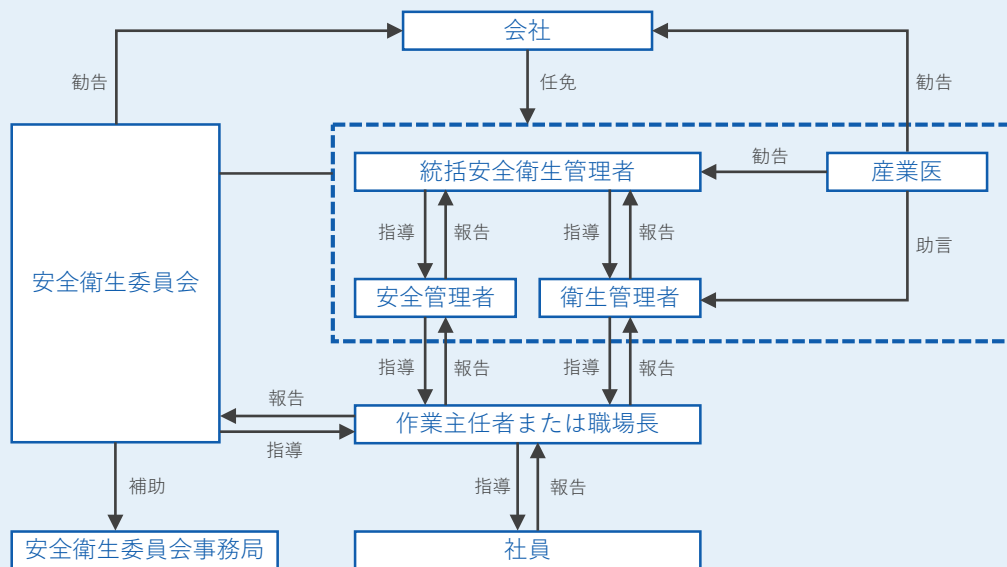 会社
勧告
任免
勧告
統括安全衛生管理者
勧告
産業医
指導
報告
指導
報告
助言
安全衛生委員会
安全管理者
衛生管理者
指導
報告
指導
報告
報告
作業主任者または職場長
指導
補助
指導
報告
安全衛生委員会事務局
社員